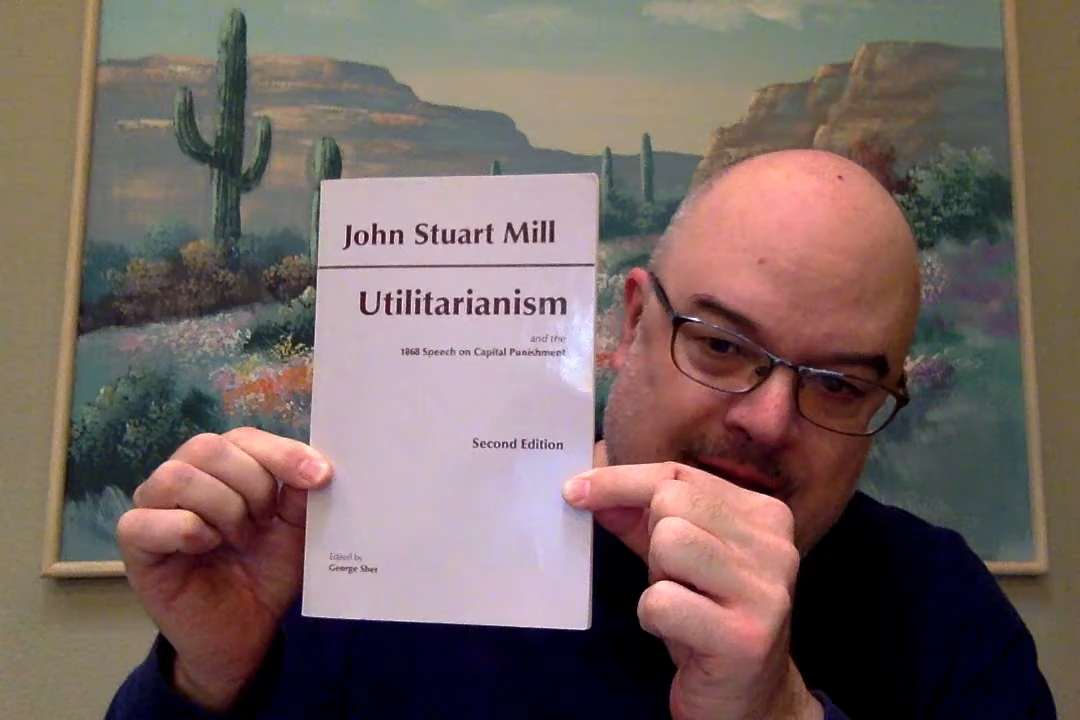 John Stuart Mill
Utilitarianism
and the
1868 Speech on Capital Punishment
Second Edition
Edited by
George Sher